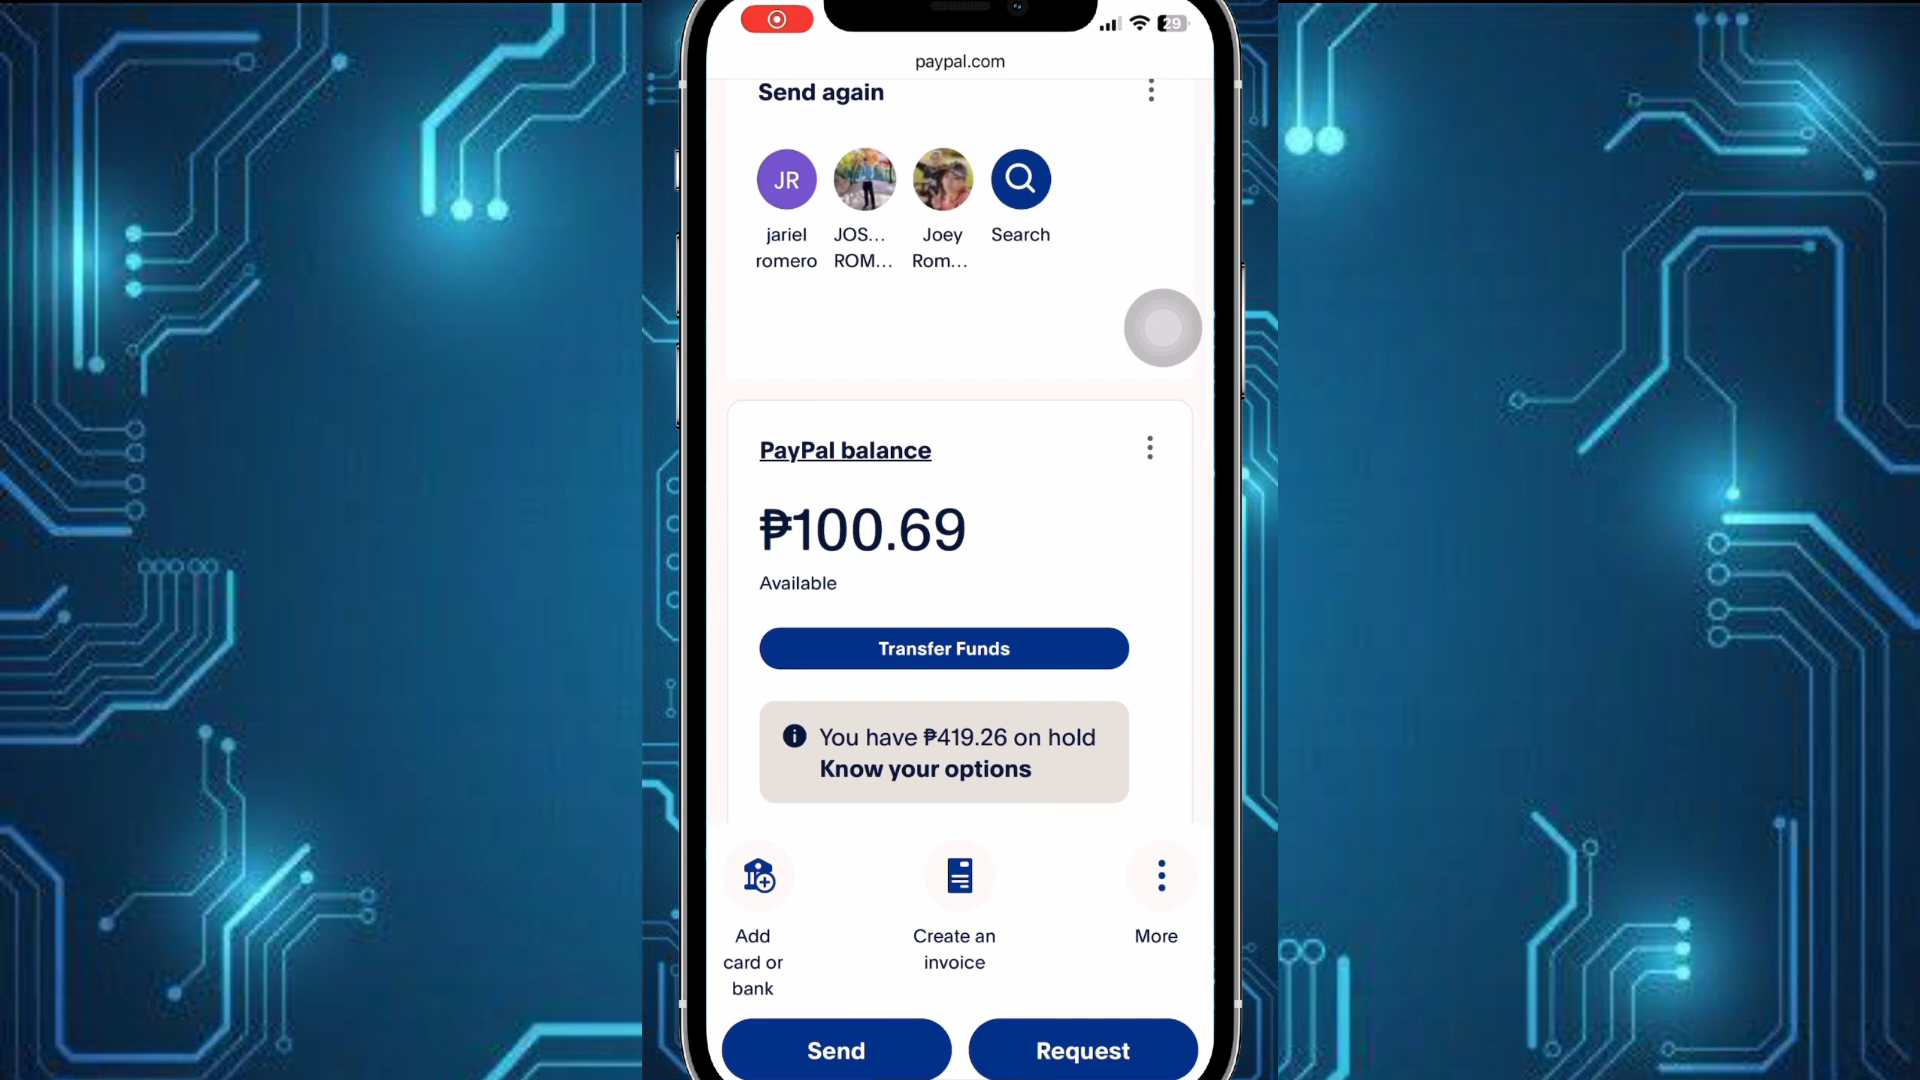 29
paypal.com
Send again
JR
jariel
romero
JOS...
ROM...
Joey
Rom...
Search
PayPal balance
₱100.69
Available
Transfer Funds
You have ₱419.26 on hold
Know your options
Add
card or
bank
Create an
invoice
More
Send
Request